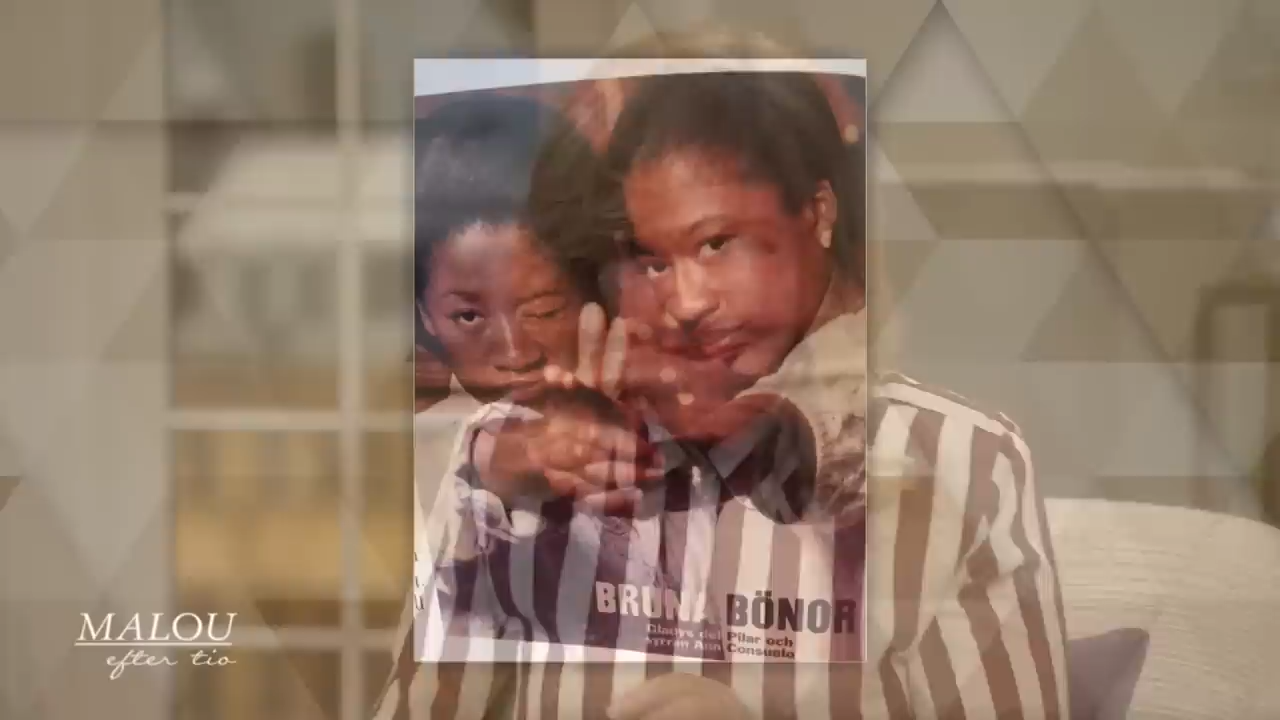 BRUNA BÖNOR
Gladys del Pilar och
syrran Ann Consuelo
MALOU
efter tio